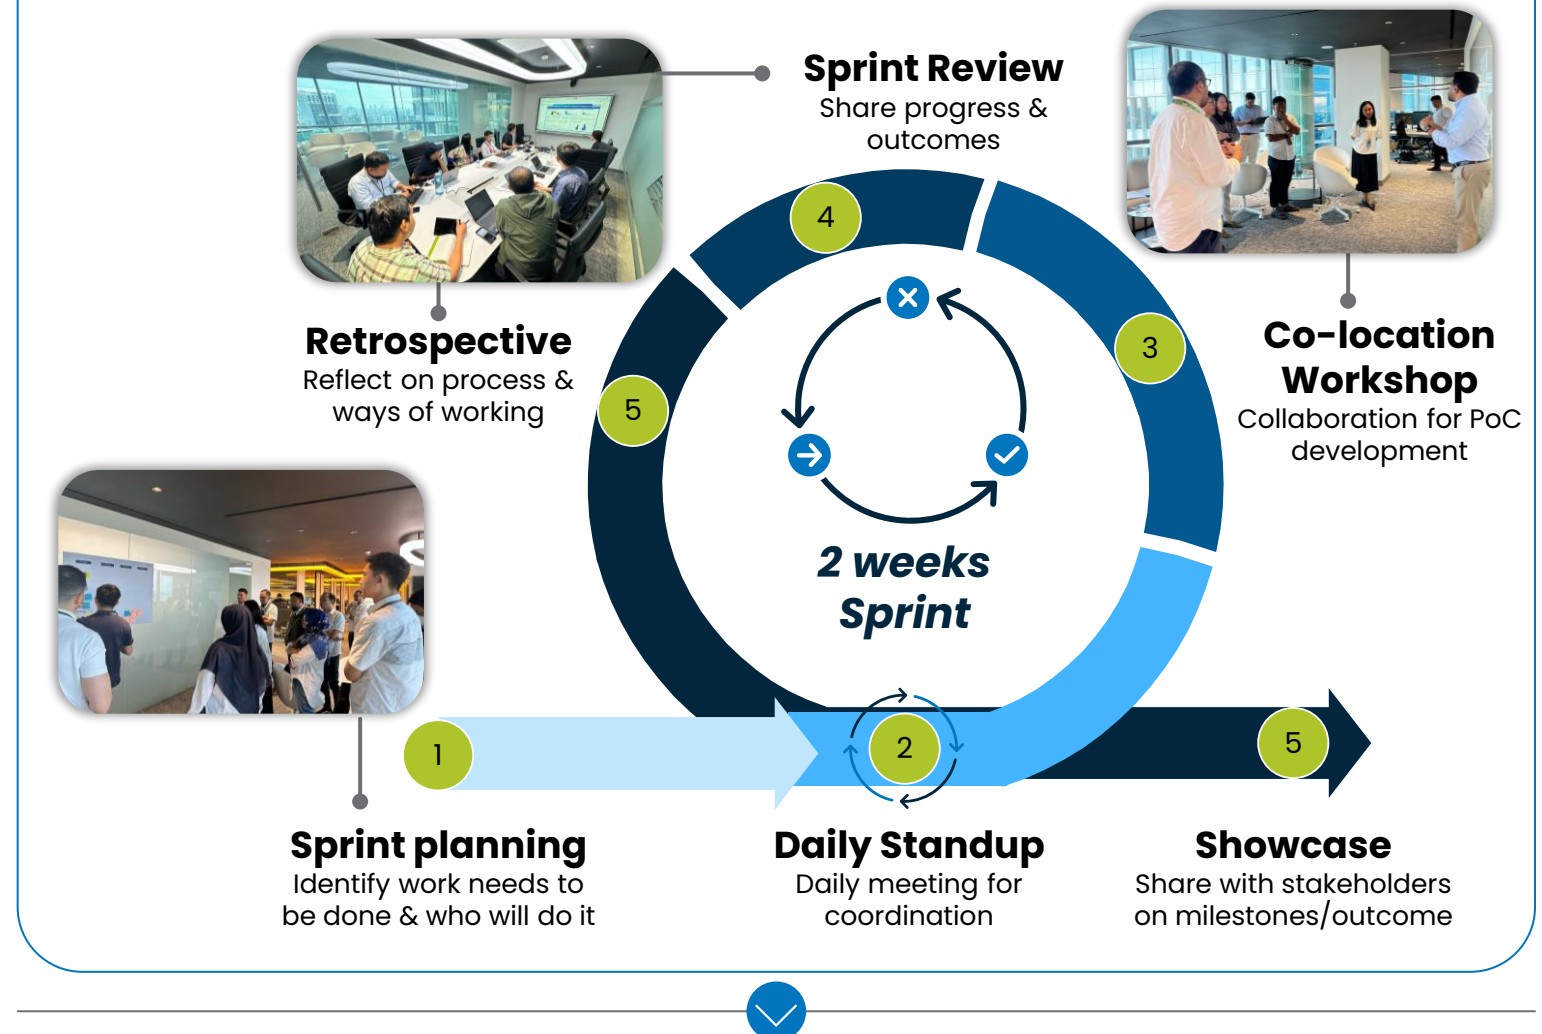 Sprint Review
Share progress &
outcomes
4
3
Retrospective
Reflect on process &
ways of working
5
Co-location
Workshop
Collaboration for PoC
development
2 weeks
Sprint
1
2
5
Sprint planning
Identify work needs to
be done & who will do it
Daily Standup
Daily meeting for
coordination
Showcase
Share with stakeholders
on milestones/outcome